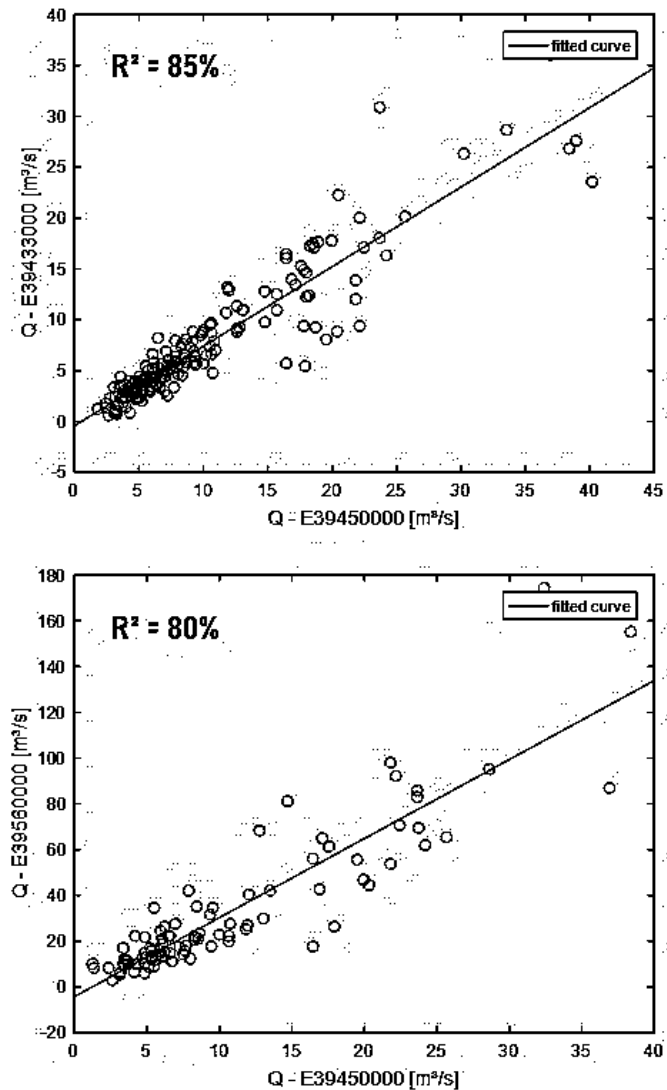 40
35
30
25
20
15
10
5
0
-5
R² = 85%
fitted curve
Q - E39433000 [m³/s]
0 5 10 15 20 25 30 35 40 45
Q - E39450000 [m³/s]
180
160
140
120
100
80
60
40
20
0
-20
R² = 80%
fitted curve
Q - E39560000 [m³/s]
0 5 10 15 20 25 30 35 40
Q - E39450000 [m³/s]